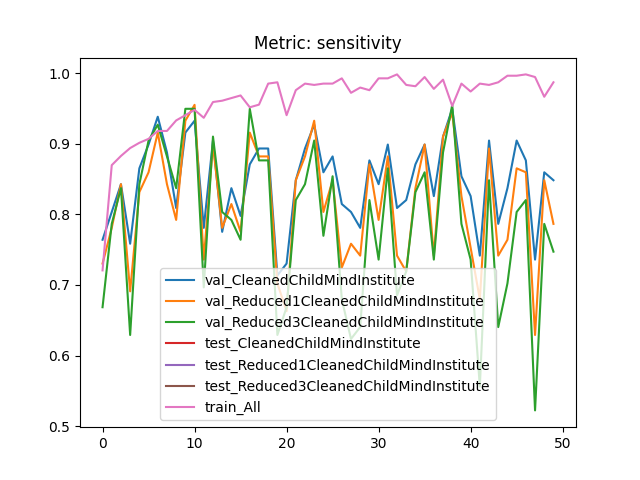 Metric: sensitivity
1.0
0.9
0.8
0.7
0.6
0.5
val_CleanedChildMindInstitute
val_Reduced1CleanedChildMindInstitute
val_Reduced3CleanedChildMindInstitute
test_CleanedChildMindInstitute
test_Reduced1CleanedChildMindInstitute
test_Reduced3CleanedChildMindInstitute
train_All
0 10 20 30 40 50